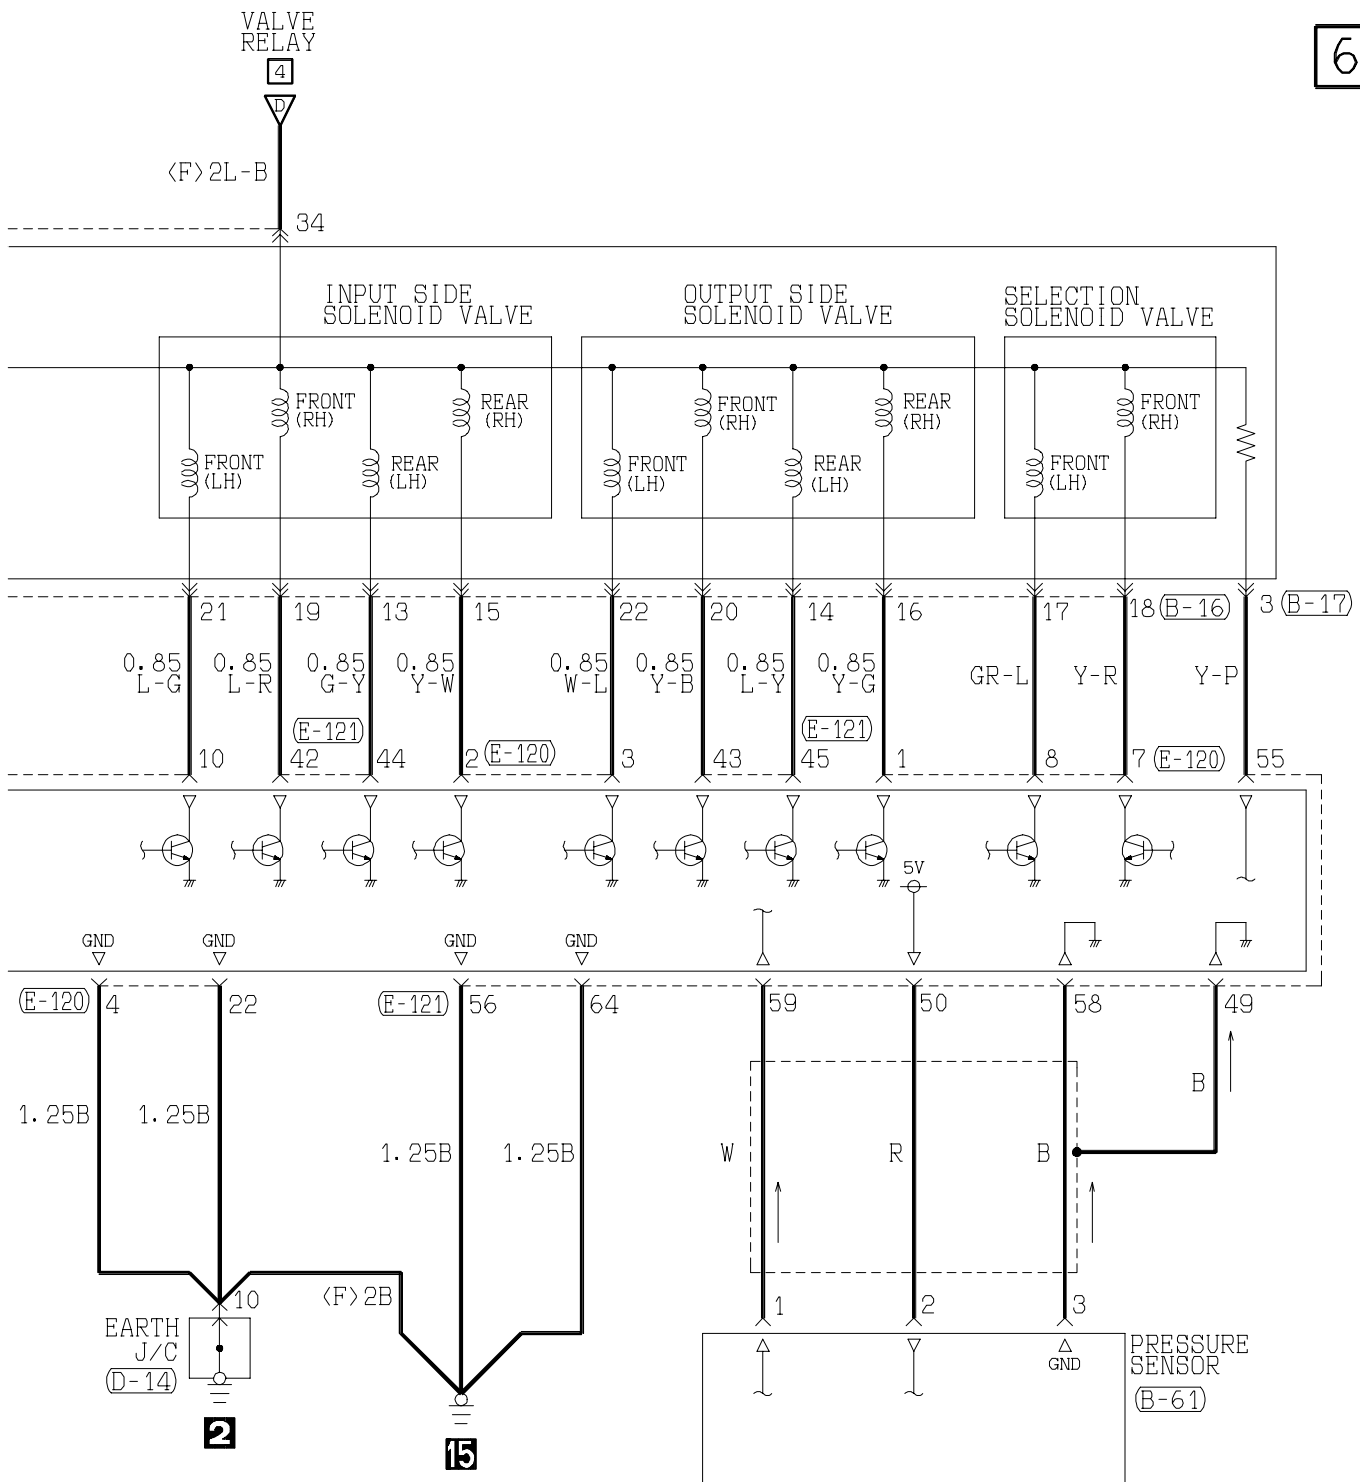 VALVE
RELAY
6
4
D
〈F〉2L-B
34
INPUT SIDE
SOLENOID VALVE
OUTPUT SIDE
SOLENOID VALVE
SELECTION
SOLENOID VALVE
FRONT
(RH)
REAR
(RH)
FRONT
(RH)
REAR
(RH)
FRONT
(RH)
FRONT
(LH)
REAR
(LH)
FRONT
(LH)
REAR
(LH)
FRONT
(LH)
21 19 13 15 22 20 14 16 17 18 (B-16) 3 (B-17)
0.85
L-G
0.85
L-R
0.85
G-Y
0.85
Y-W
0.85
W-L
0.85
Y-B
0.85
L-Y
0.85
Y-G
GR-L
Y-R
Y-P
(E-121) (E-121)
10 42 44 2 (E-120) 3 43 45 1 8 7 (E-120) 55
5V
GND GND GND GND
(E-120) 4 22 (E-121) 56 64 59 50 58 49
B
1.25B 1.25B
1.25B 1.25B W R B
10 〈F〉2B 1 2 3
EARTH
J/C
(D-14)
2
15
GND
PRESSURE
SENSOR
(B-61)